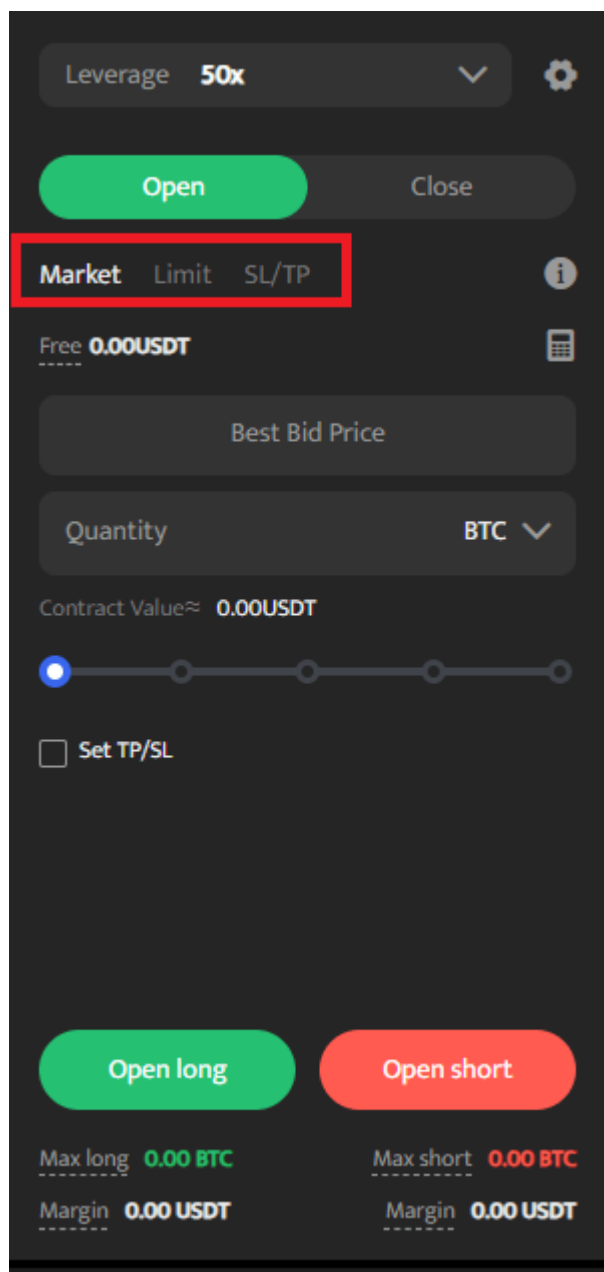 Leverage 50x
Open Close
Market Limit SL/TP
Free 0.00USDT
Best Bid Price
Quantity BTC
Contract Value≈ 0.00USDT
Set TP/SL
Open long Open short
Max long 0.00 BTC Max short 0.00 BTC
Margin 0.00 USDT Margin 0.00 USDT